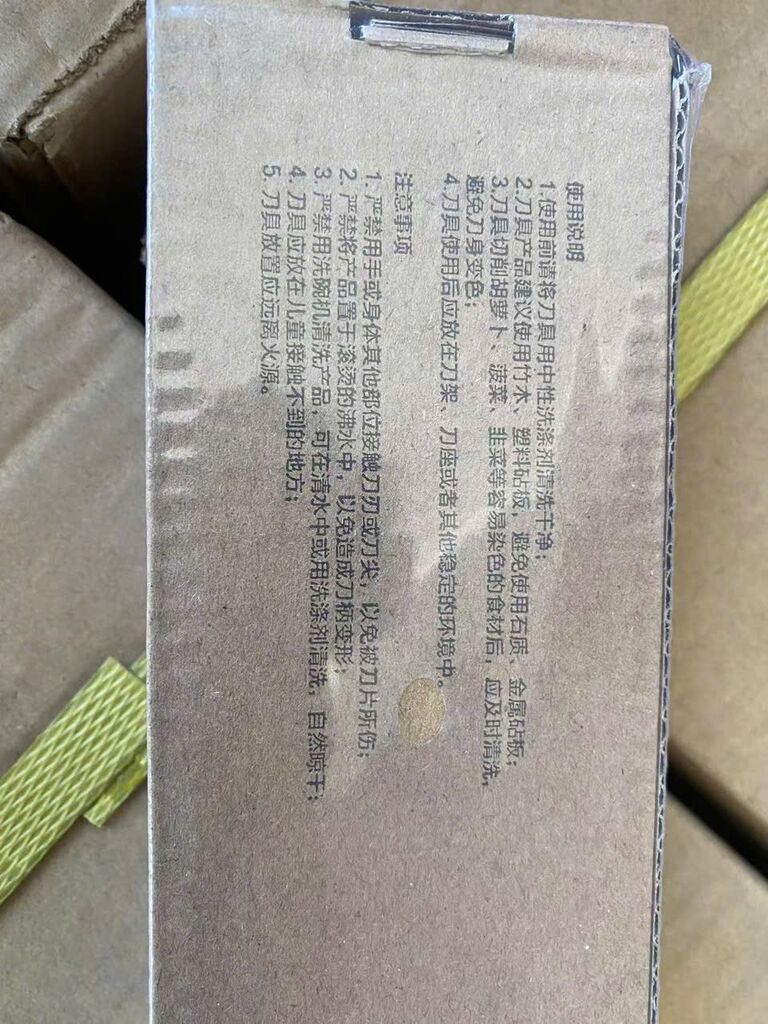 使用说明
1.使用前请将刀具用中性洗涤剂清洗干净；
2.刀具产品建议使用竹木、塑料砧板，避免使用石质、金属砧板；
3.刀具切削胡萝卜、菠菜、韭菜等容易染色的食材后，应及时清洗，
避免刀身变色；
4.刀具使用后应放在刀架、刀座或者其他稳定的环境中。
注意事项
1. 严禁用手或身体其他部位接触刀刃或刀尖，以免被刀片所伤；
2. 严禁将产品置于滚烫的沸水中，以免造成刀柄变形；
3. 严禁用洗碗机清洗产品，可在清水中或用洗涤剂清洗，自然晾干；
4. 刀具应放在儿童接触不到的地方；
5. 刀具放置应远离火源。